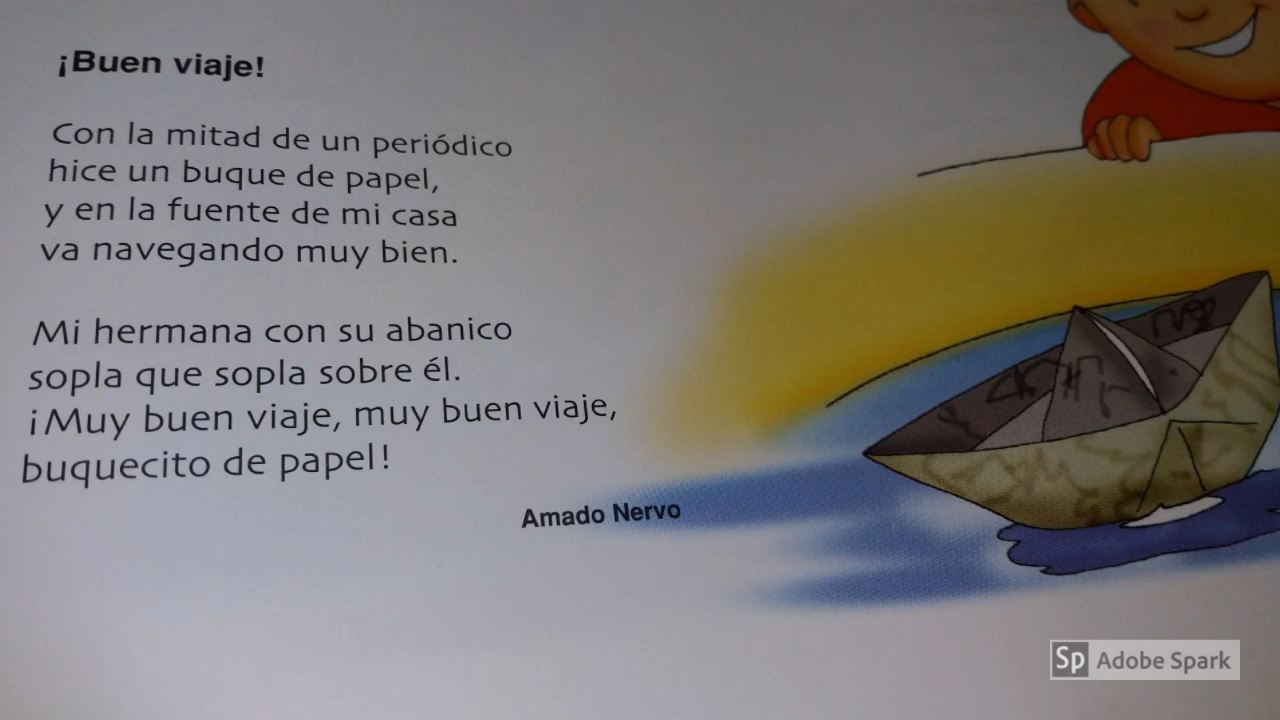 ¡Buen viaje!
Con la mitad de un periódico
hice un buque de papel,
y en la fuente de mi casa
va navegando muy bien.
Mi hermana con su abanico
sopla que sopla sobre él.
¡Muy buen viaje, muy buen viaje,
buquecito de papel!
Amado Nervo
Sp Adobe Spark